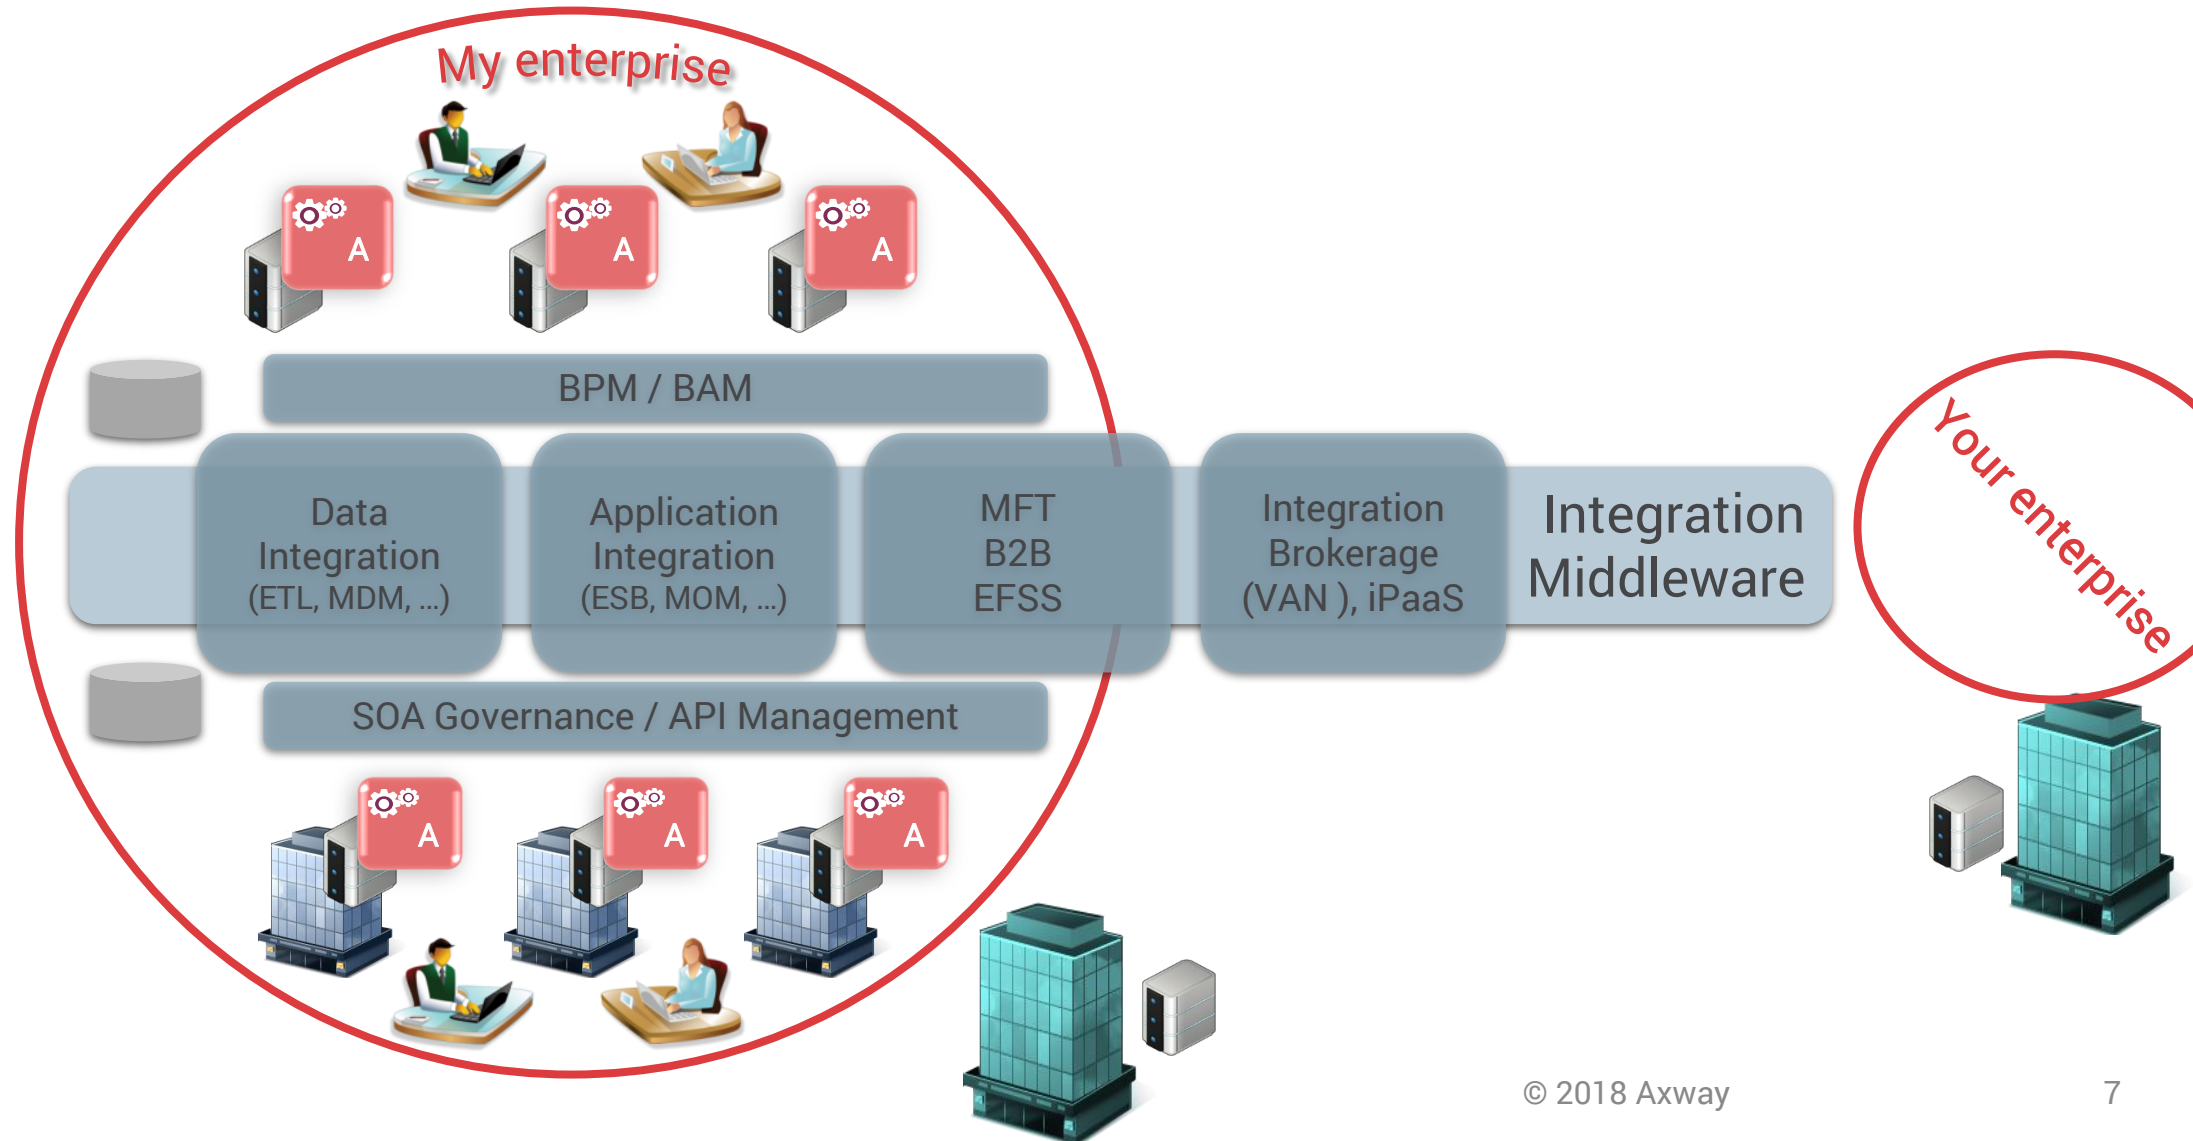 My enterprise
A
A
A
BPM / BAM
Data
Integration
(ETL, MDM, ...)
Application
Integration
(ESB, MOM, ...)
MFT
B2B
EFSS
Integration
Brokerage
(VAN ), iPaaS
Integration
Middleware
Your enterprise
SOA Governance / API Management
A
A
A
© 2018 Axway
7